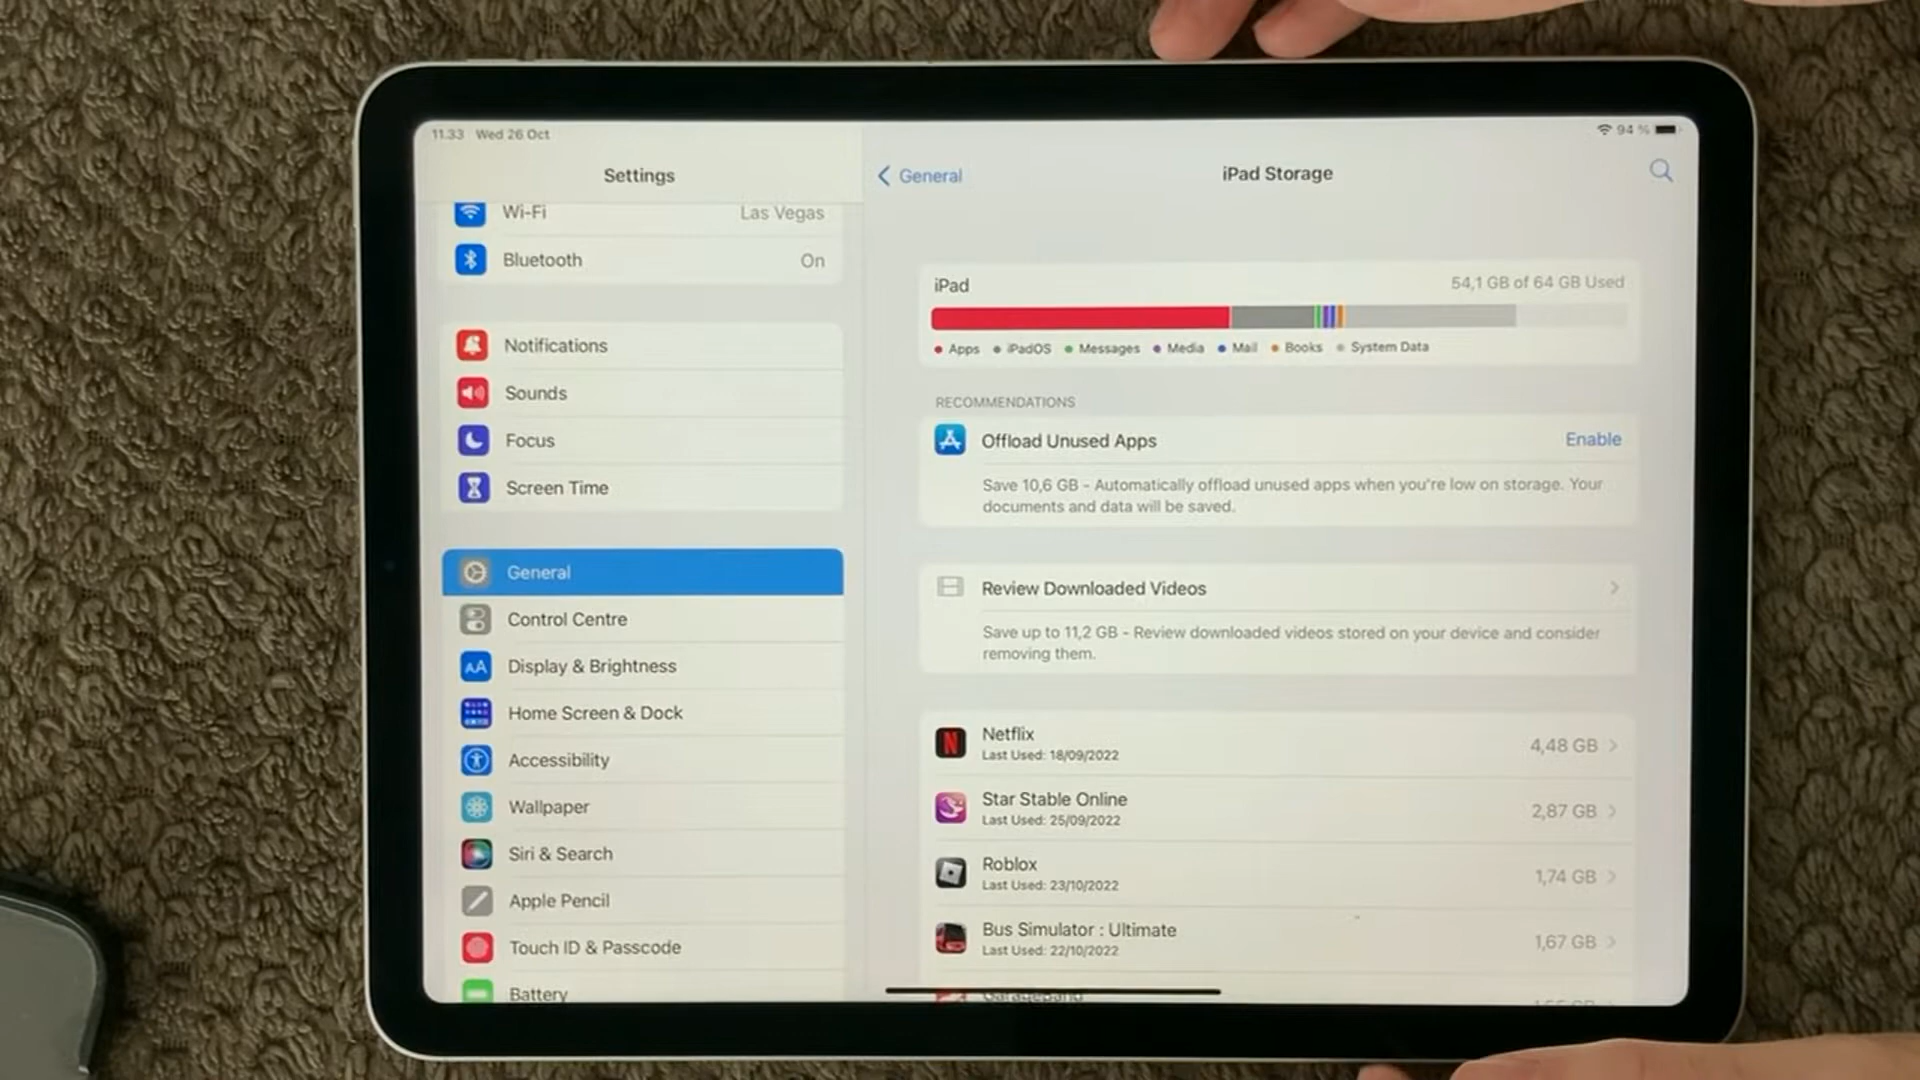 11.33 Wed 26 Oct
94 %
Settings
General
iPad Storage
Wi-Fi
Las Vegas
Bluetooth
On
Notifications
Sounds
Focus
Screen Time
General
Control Centre
Display & Brightness
Home Screen & Dock
Accessibility
Wallpaper
Siri & Search
Apple Pencil
Touch ID & Passcode
Battery
iPad
54,1 GB of 64 GB Used
Apps iPadOS Messages Media Mail Books System Data
RECOMMENDATIONS
Offload Unused Apps
Enable
Save 10,6 GB - Automatically offload unused apps when you're low on storage. Your
documents and data will be saved.
Review Downloaded Videos
Save up to 11,2 GB - Review downloaded videos stored on your device and consider
removing them.
Netflix
Last Used: 18/09/2022
4,48 GB
Star Stable Online
Last Used: 25/09/2022
2,87 GB
Roblox
Last Used: 23/10/2022
1,74 GB
Bus Simulator : Ultimate
Last Used: 22/10/2022
1,67 GB
GarageBand